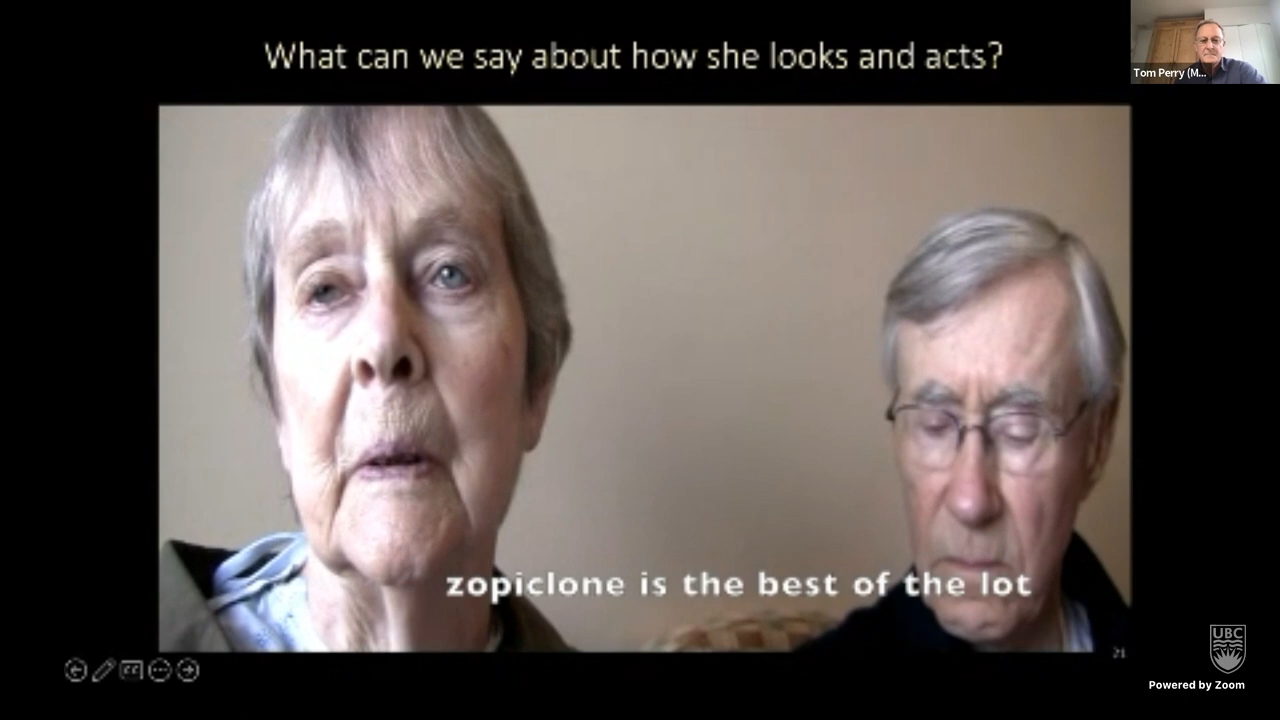 What can we say about how she looks and acts?
Tom Perry (M...
zopiclone is the best of the lot
21
CC
UBC
Powered by Zoom